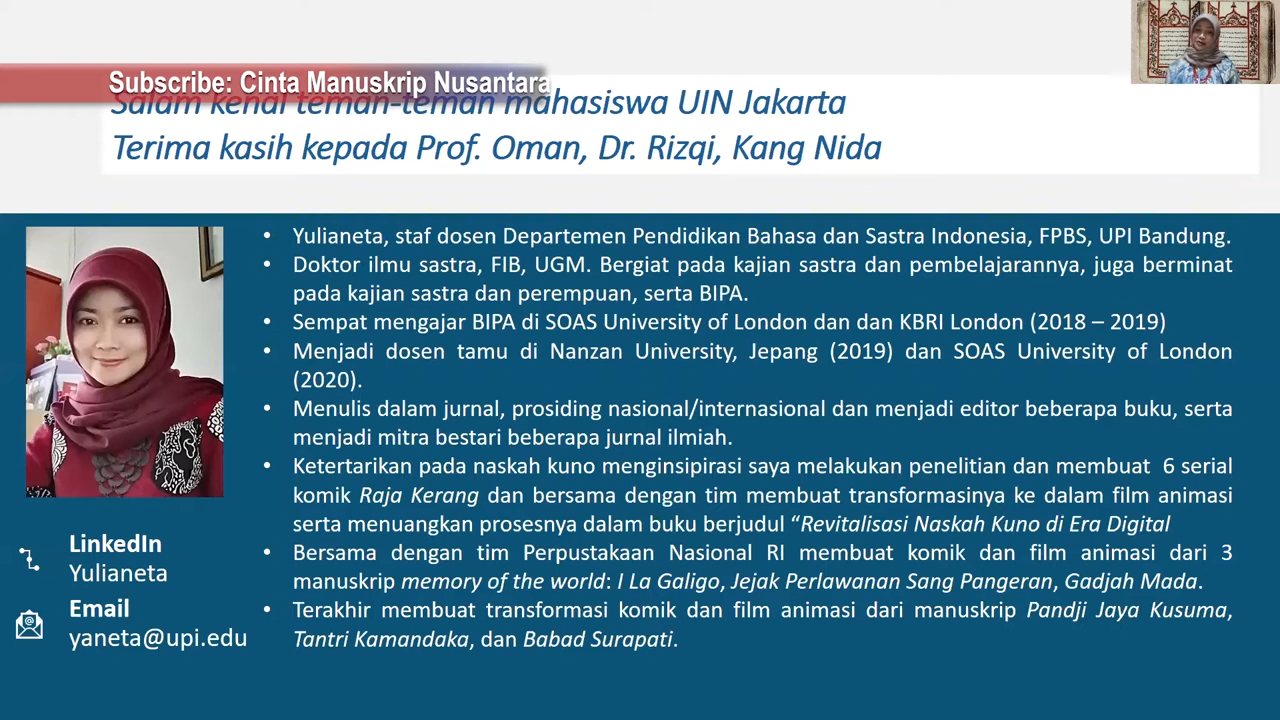 Subscribe: Cinta Manuskrip Nusantara
Salam kenal teman-teman mahasiswa UIN Jakarta
Terima kasih kepada Prof. Oman, Dr. Rizqi, Kang Nida
• Yulianeta, staf dosen Departemen Pendidikan Bahasa dan Sastra Indonesia, FPBS, UPI Bandung.
• Doktor ilmu sastra, FIB, UGM. Bergiat pada kajian sastra dan pembelajarannya, juga berminat
pada kajian sastra dan perempuan, serta BIPA.
• Sempat mengajar BIPA di SOAS University of London dan dan KBRI London (2018 – 2019)
• Menjadi dosen tamu di Nanzan University, Jepang (2019) dan SOAS University of London
(2020).
• Menulis dalam jurnal, prosiding nasional/internasional dan menjadi editor beberapa buku, serta
menjadi mitra bestari beberapa jurnal ilmiah.
• Ketertarikan pada naskah kuno menginsipirasi saya melakukan penelitian dan membuat 6 serial
komik Raja Kerang dan bersama dengan tim membuat transformasinya ke dalam film animasi
serta menuangkan prosesnya dalam buku berjudul “Revitalisasi Naskah Kuno di Era Digital
• Bersama dengan tim Perpustakaan Nasional RI membuat komik dan film animasi dari 3
manuskrip memory of the world: I La Galigo, Jejak Perlawanan Sang Pangeran, Gadjah Mada.
• Terakhir membuat transformasi komik dan film animasi dari manuskrip Pandji Jaya Kusuma,
Tantri Kamandaka, dan Babad Surapati.
LinkedIn
Yulianeta
Email
yaneta@upi.edu